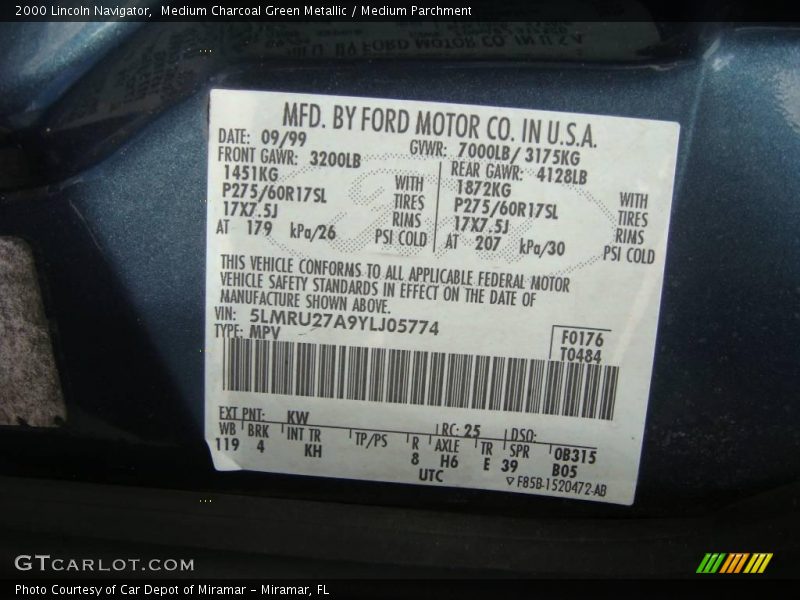 2000 Lincoln Navigator,  Medium Charcoal Green Metallic / Medium Parchment
BY FORD MOTOR CO. IN U.S.A.
MFD. BY FORD MOTOR CO. IN U.S.A.
DATE: 09/99 GVWR: 7000LB/ 3175KG
FRONT GAWR: 3200LB REAR GAWR: 4128LB
1451KG WITH 1872KG WITH
P275/60R17SL TIRES P275/60R17SL TIRES
17X7.5J RIMS 17X7.5J RIMS
AT 179 kPa/26 PSI COLD AT 207 kPa/30 PSI COLD
THIS VEHICLE CONFORMS TO ALL APPLICABLE FEDERAL MOTOR
VEHICLE SAFETY STANDARDS IN EFFECT ON THE DATE OF
MANUFACTURE SHOWN ABOVE.
VIN: 5LMRU27A9YLJ05774
TYPE: MPV F0176
T0484
EXT PNT: KW RC: 25 DSO:
WB BRK INT TR TP/PS R AXLE TR SPR 0B315
119 4 KH 8 H6 E 39 B05
UTC ▽ F85B-1520472-AB
GTCARLOT.COM
Photo Courtesy of Car Depot of Miramar – Miramar, FL